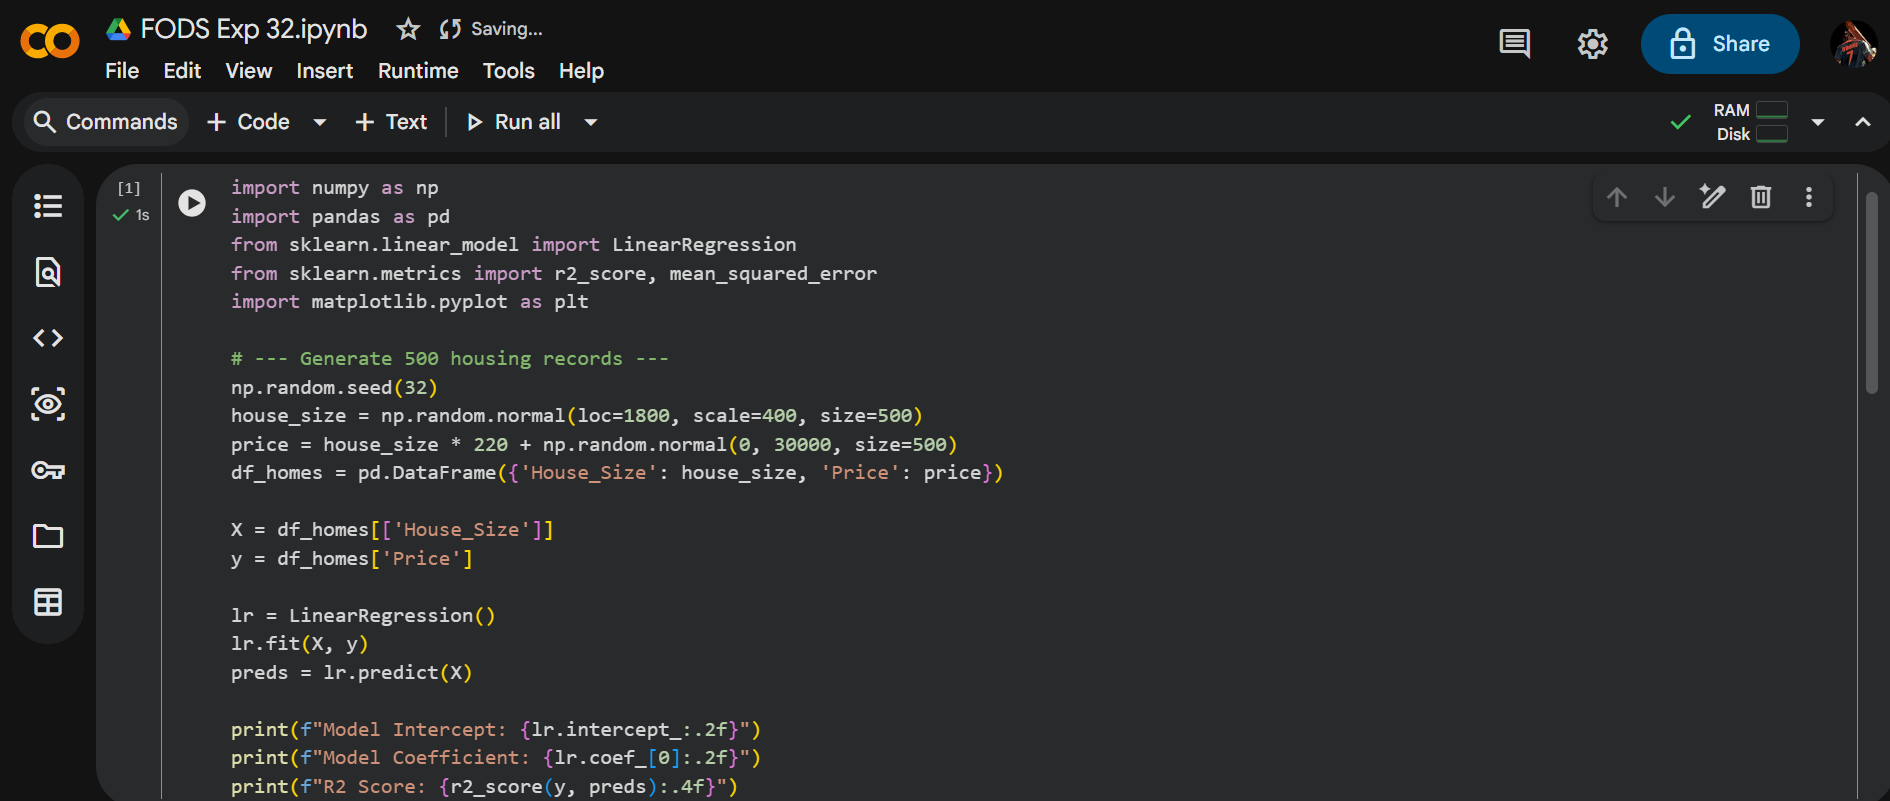 FODS Exp 32.ipynb Saving...
File Edit View Insert Runtime Tools Help
Share
Commands + Code + Text Run all
RAM
Disk
[1]
1s
import numpy as np
import pandas as pd
from sklearn.linear_model import LinearRegression
from sklearn.metrics import r2_score, mean_squared_error
import matplotlib.pyplot as plt

# --- Generate 500 housing records ---
np.random.seed(32)
house_size = np.random.normal(loc=1800, scale=400, size=500)
price = house_size * 220 + np.random.normal(0, 30000, size=500)
df_homes = pd.DataFrame({'House_Size': house_size, 'Price': price})

X = df_homes[['House_Size']]
y = df_homes['Price']

lr = LinearRegression()
lr.fit(X, y)
preds = lr.predict(X)

print(f"Model Intercept: {lr.intercept_:.2f}")
print(f"Model Coefficient: {lr.coef_[0]:.2f}")
print(f"R2 Score: {r2_score(y, preds):.4f}")